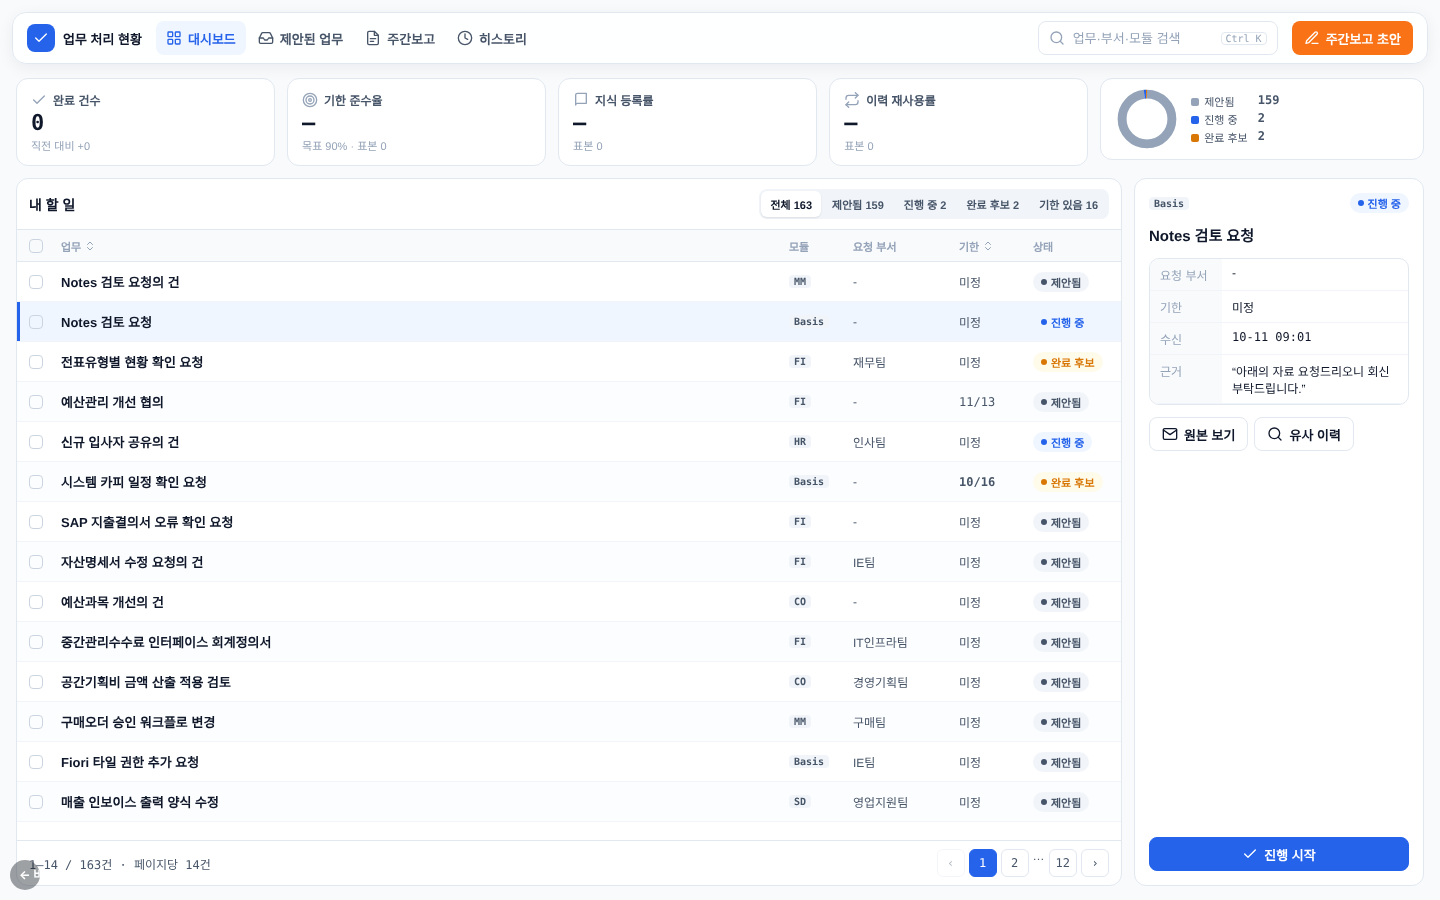 업무 처리 현황
대시보드
제안된 업무
주간보고
히스토리
업무·부서·모듈 검색
Ctrl K
주간보고 초안
완료 건수
0
직전 대비 +0
기한 준수율
—
목표 90% · 표본 0
지식 등록률
—
표본 0
이력 재사용률
—
표본 0
제안됨 159
진행 중 2
완료 후보 2
내 할 일
전체 163 제안됨 159 진행 중 2 완료 후보 2 기한 있음 16
업무 모듈 요청 부서 기한 상태
Notes 검토 요청의 건 MM - 미정 제안됨
Notes 검토 요청 Basis - 미정 진행 중
전표유형별 현황 확인 요청 FI 재무팀 미정 완료 후보
예산관리 개선 협의 FI - 11/13 제안됨
신규 입사자 공유의 건 HR 인사팀 미정 진행 중
시스템 카피 일정 확인 요청 Basis - 10/16 완료 후보
SAP 지출결의서 오류 확인 요청 FI - 미정 제안됨
자산명세서 수정 요청의 건 FI IE팀 미정 제안됨
예산과목 개선의 건 CO - 미정 제안됨
중간관리수수료 인터페이스 회계정의서 FI IT인프라팀 미정 제안됨
공간기획비 금액 산출 적용 검토 CO 경영기획팀 미정 제안됨
구매오더 승인 워크플로 변경 MM 구매팀 미정 제안됨
Fiori 타일 권한 추가 요청 Basis IE팀 미정 제안됨
매출 인보이스 출력 양식 수정 SD 영업지원팀 미정 제안됨
1–14 / 163건 · 페이지당 14건
‹ 1 2 … 12 ›
Basis
진행 중
Notes 검토 요청
요청 부서 -
기한 미정
수신 10-11 09:01
근거 “아래의 자료 요청드리오니 회신
부탁드립니다.”
원본 보기
유사 이력
진행 시작